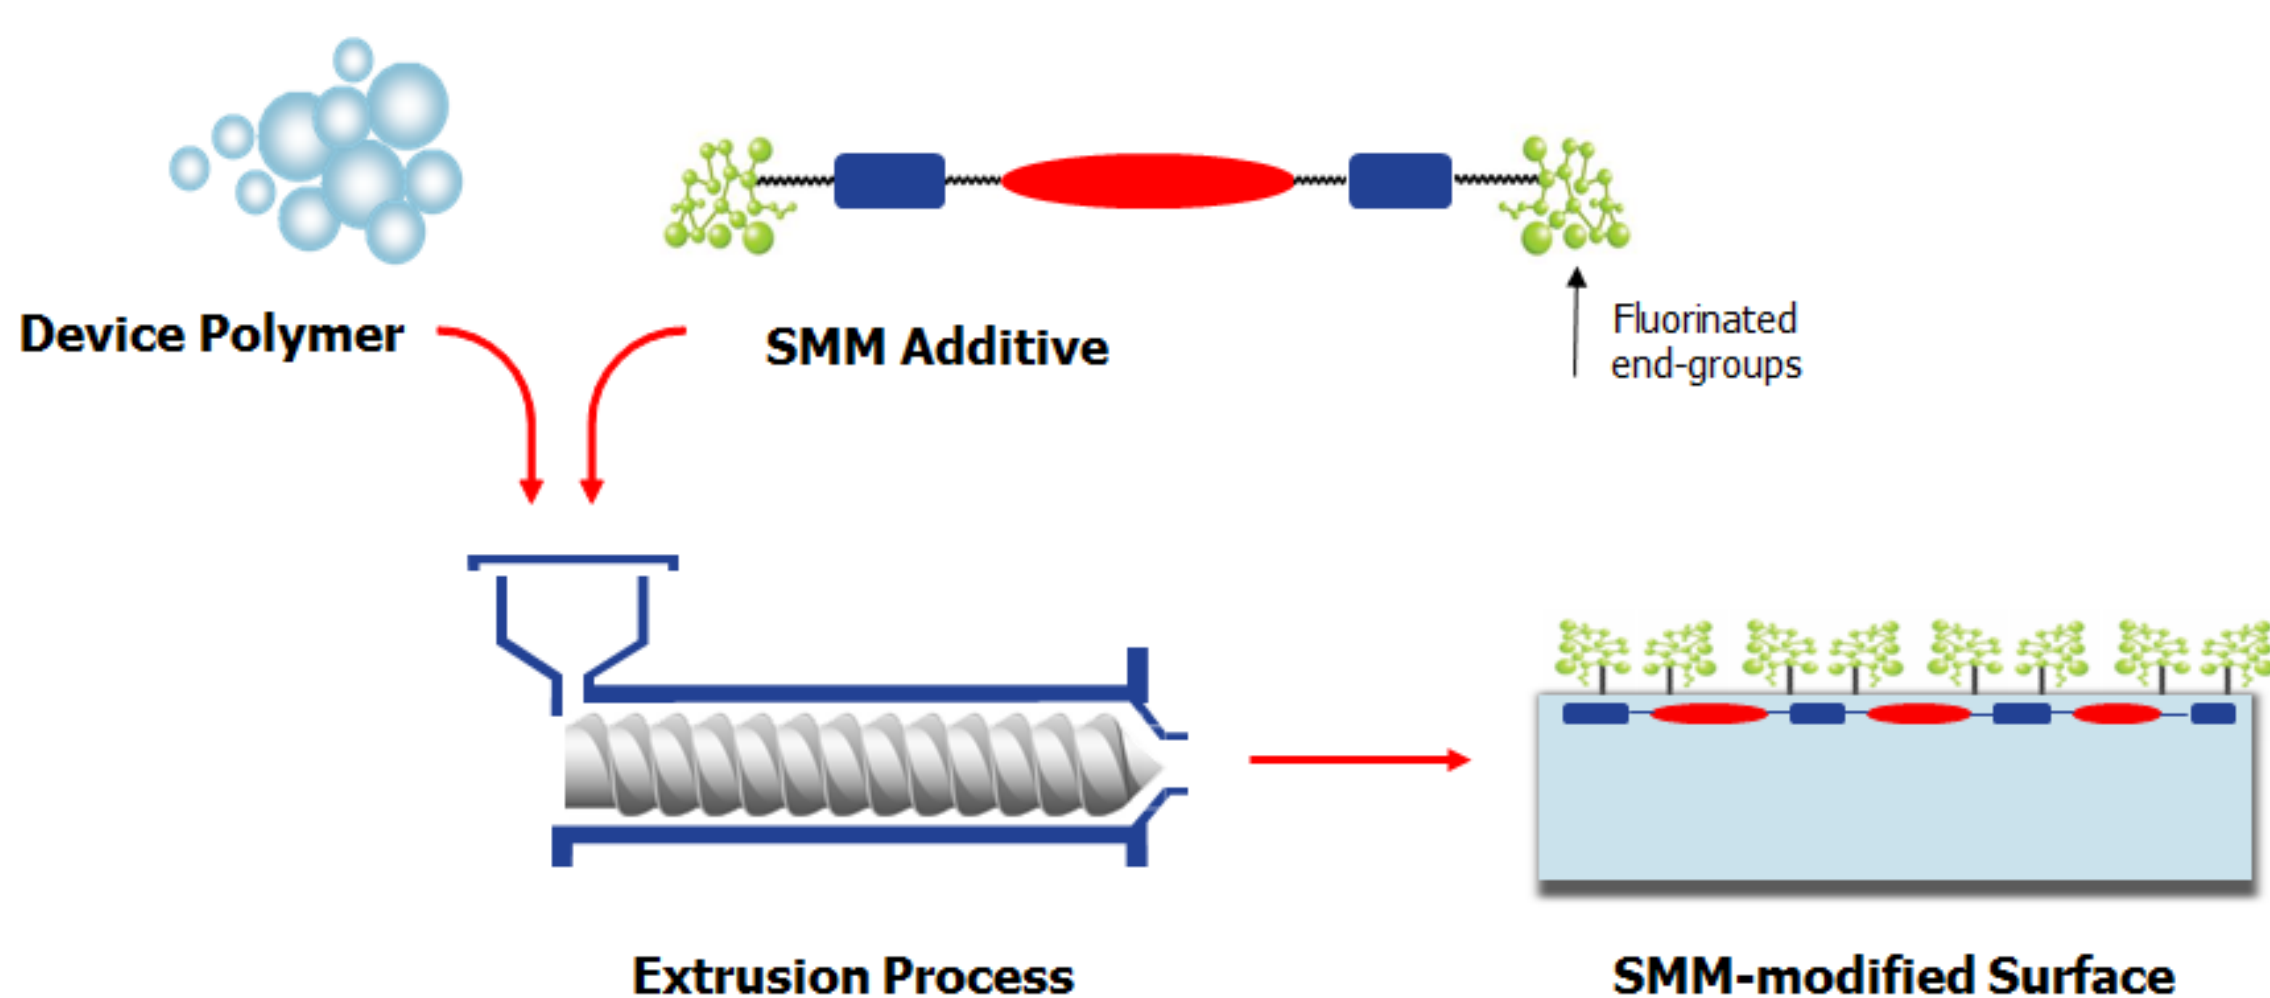 Device Polymer
SMM Additive
Fluorinated
end-groups
Extrusion Process
SMM-modified Surface